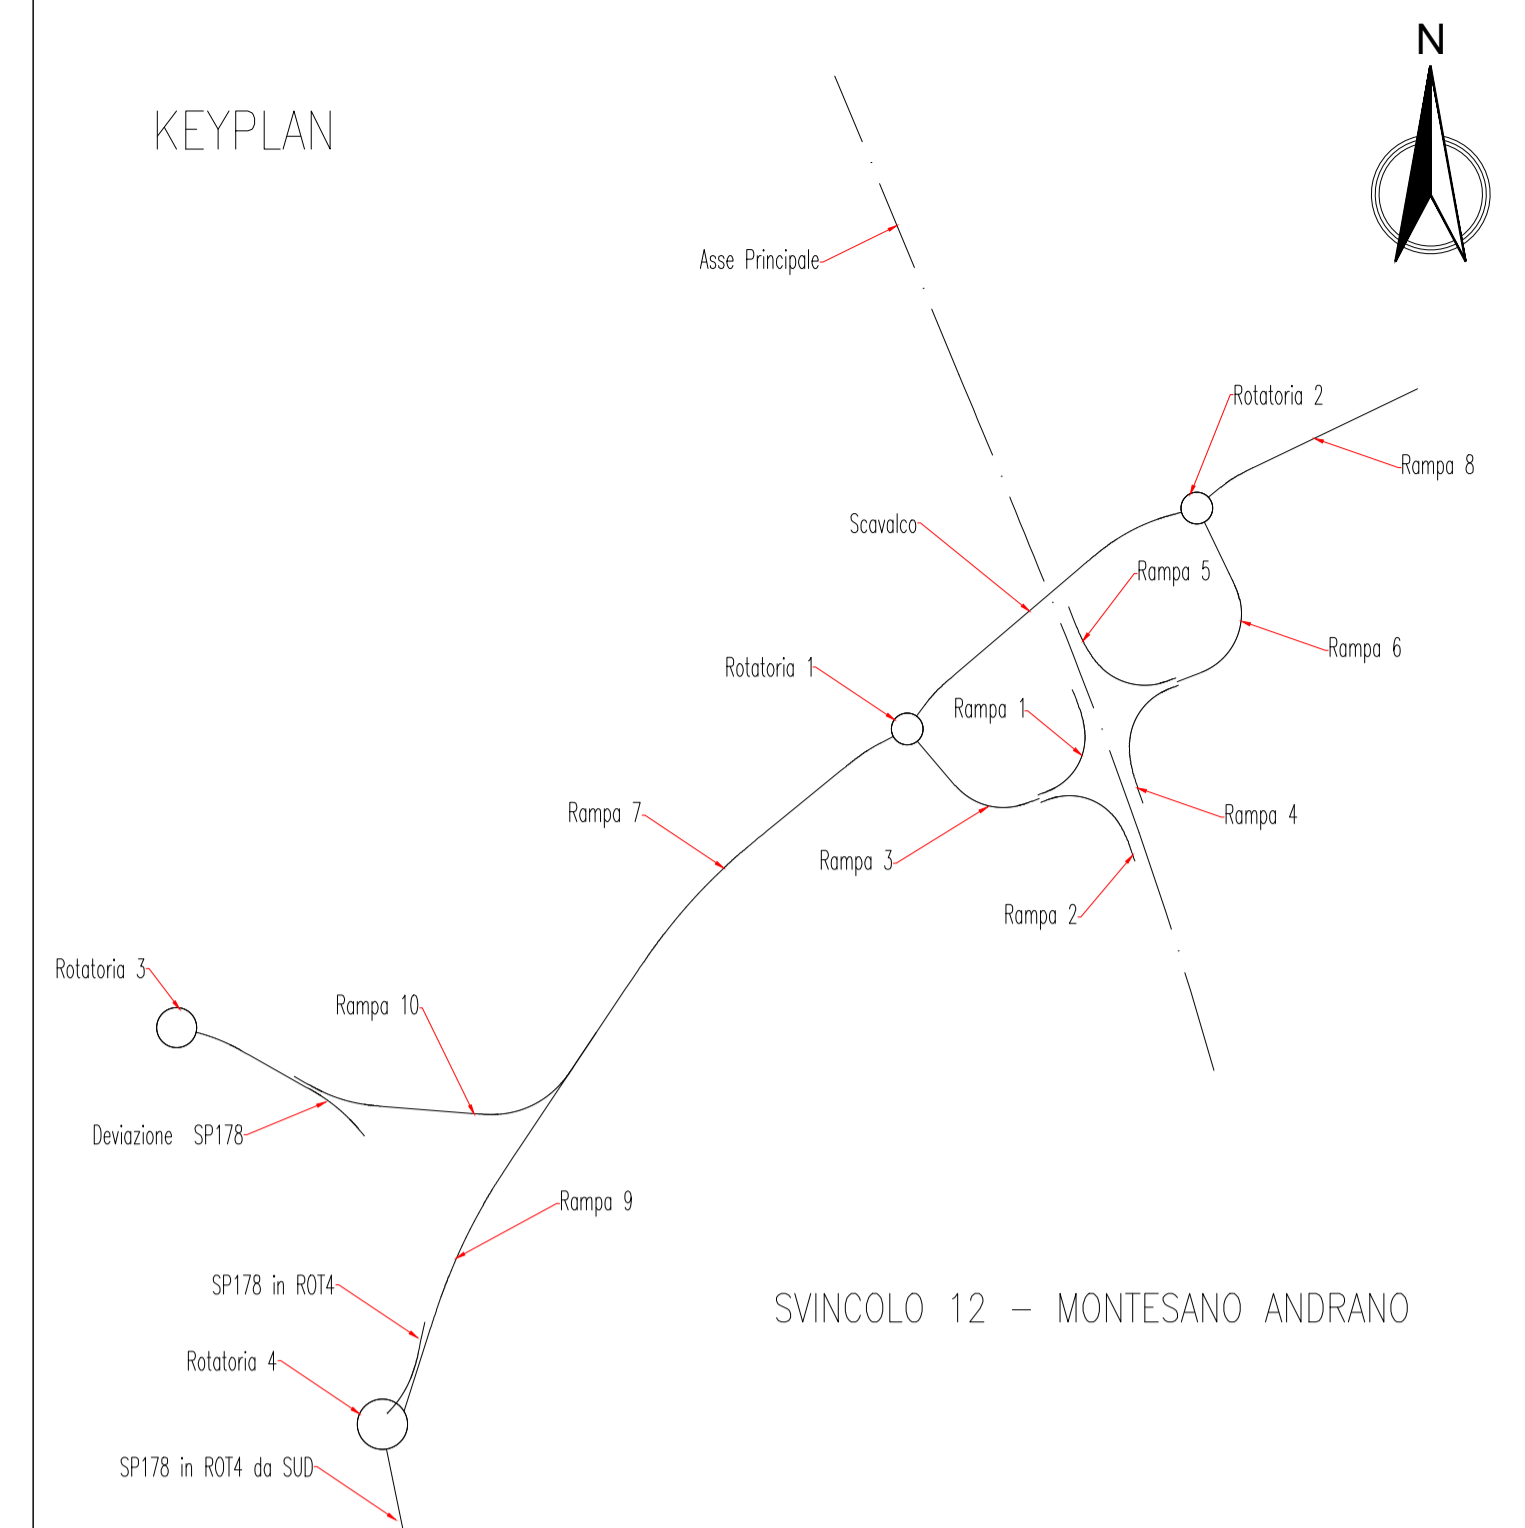 N
KEYPLAN
Asse Principale
Rotatoria 2
Rampa 8
Scavalco
Rampa 5
Rampa 6
Rotatoria 1
Rampa 1
Rampa 7
Rampa 4
Rampa 3
Rampa 2
Rotatoria 3
Rampa 10
Deviazione SP178
Rampa 9
SP178 in ROT4
SVINCOLO 12 - MONTESANO ANDRANO
Rotatoria 4
SP178 in ROT4 da SUD